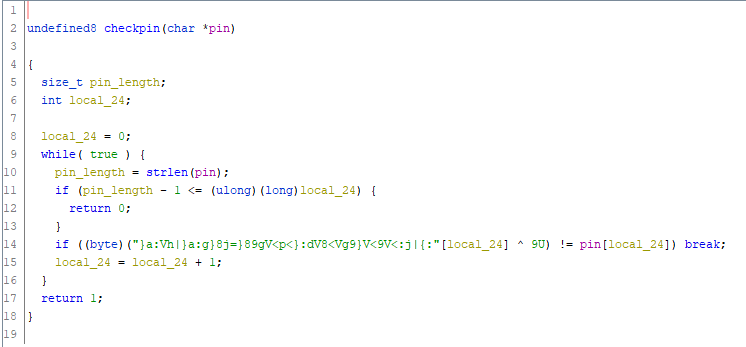 1
2 undefined8 checkpin(char *pin)
3
4 {
5 size_t pin_length;
6 int local_24;
7
8 local_24 = 0;
9 while( true ) {
10 pin_length = strlen(pin);
11 if (pin_length - 1 <= (ulong)(long)local_24) {
12 return 0;
13 }
14 if ((byte)("}a:Vh|}a:g}8j=}89gV<p<}:dV8<Vg9}V<9V<:j|{:"[local_24] ^ 9U) != pin[local_24]) break;
15 local_24 = local_24 + 1;
16 }
17 return 1;
18 }
19